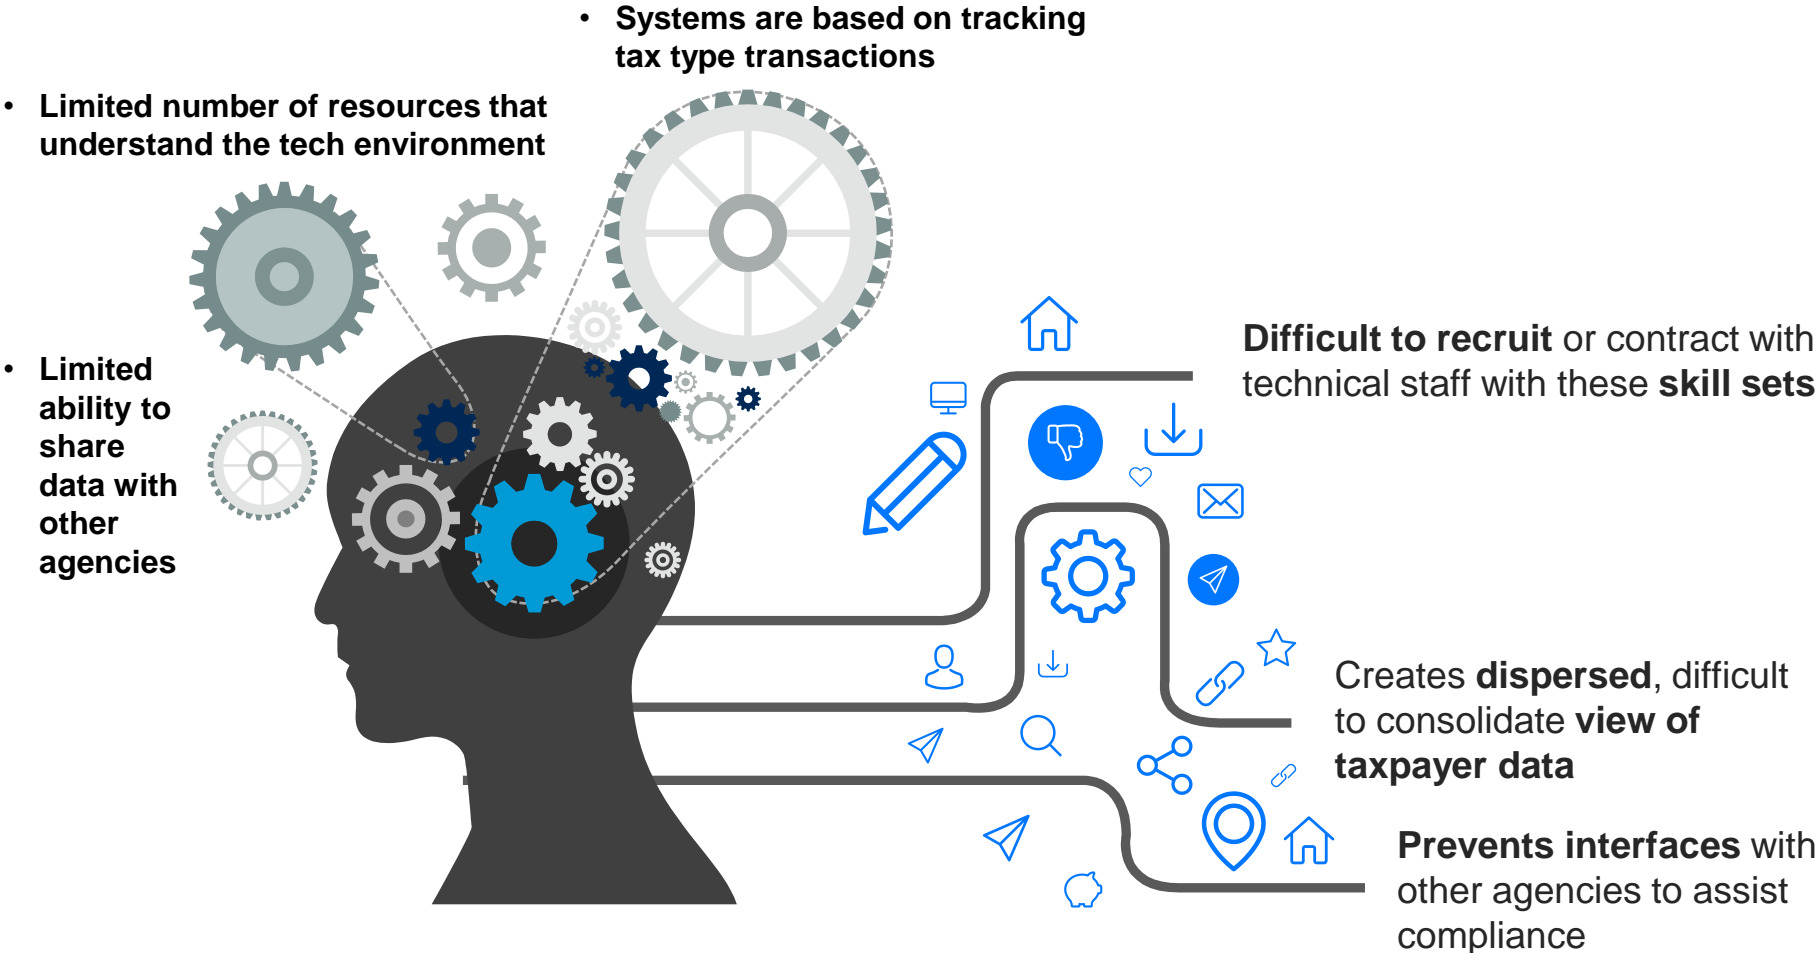 • Systems are based on tracking
tax type transactions
• Limited number of resources that
understand the tech environment
• Limited
ability to
share
data with
other
agencies
Difficult to recruit or contract with
technical staff with these skill sets
Creates dispersed, difficult
to consolidate view of
taxpayer data
Prevents interfaces with
other agencies to assist
compliance